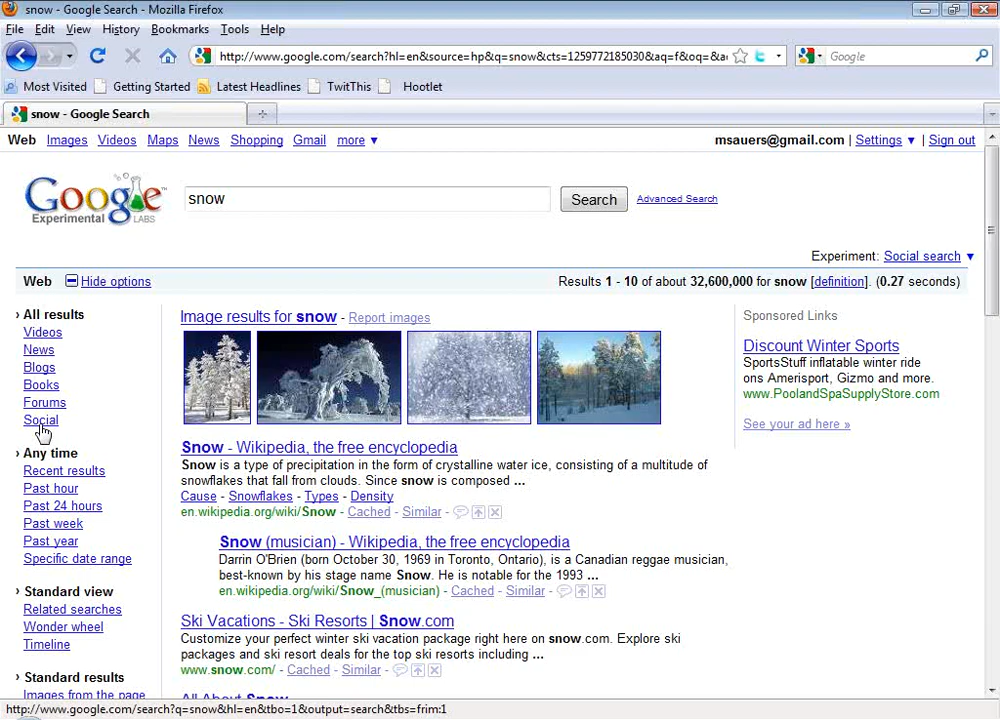 snow - Google Search - Mozilla Firefox
File Edit View History Bookmarks Tools Help
http://www.google.com/search?hl=en&source=hp&q=snow&cts=1259772185030&aq=f&oq=&a
Google
Most Visited Getting Started Latest Headlines TwitThis Hootlet
snow - Google Search
Web Images Videos Maps News Shopping Gmail more ▼
msauers@gmail.com | Settings ▼ | Sign out
Google
Experimental LABS
snow
Search
Advanced Search
Experiment: Social search ▼
Web Hide options
Results 1 - 10 of about 32,600,000 for snow [definition]. (0.27 seconds)
› All results
Videos
News
Blogs
Books
Forums
Social
› Any time
Recent results
Past hour
Past 24 hours
Past week
Past year
Specific date range
› Standard view
Related searches
Wonder wheel
Timeline
› Standard results
Images from the page
Image results for snow - Report images
Snow - Wikipedia, the free encyclopedia
Snow is a type of precipitation in the form of crystalline water ice, consisting of a multitude of
snowflakes that fall from clouds. Since snow is composed ...
Cause - Snowflakes - Types - Density
en.wikipedia.org/wiki/Snow - Cached - Similar -
Snow (musician) - Wikipedia, the free encyclopedia
Darrin O'Brien (born October 30, 1969 in Toronto, Ontario), is a Canadian reggae musician,
best-known by his stage name Snow. He is notable for the 1993 ...
en.wikipedia.org/wiki/Snow_(musician) - Cached - Similar -
Ski Vacations - Ski Resorts | Snow.com
Customize your perfect winter ski vacation package right here on snow.com. Explore ski
packages and ski resort deals for the top ski resorts including ...
www.snow.com/ - Cached - Similar -
All About Snow
Sponsored Links
Discount Winter Sports
SportsStuff inflatable winter ride
ons Amerisport, Gizmo and more.
www.PoolandSpaSupplyStore.com
See your ad here »
http://www.google.com/search?q=snow&hl=en&tbo=1&output=search&tbs=frim:1